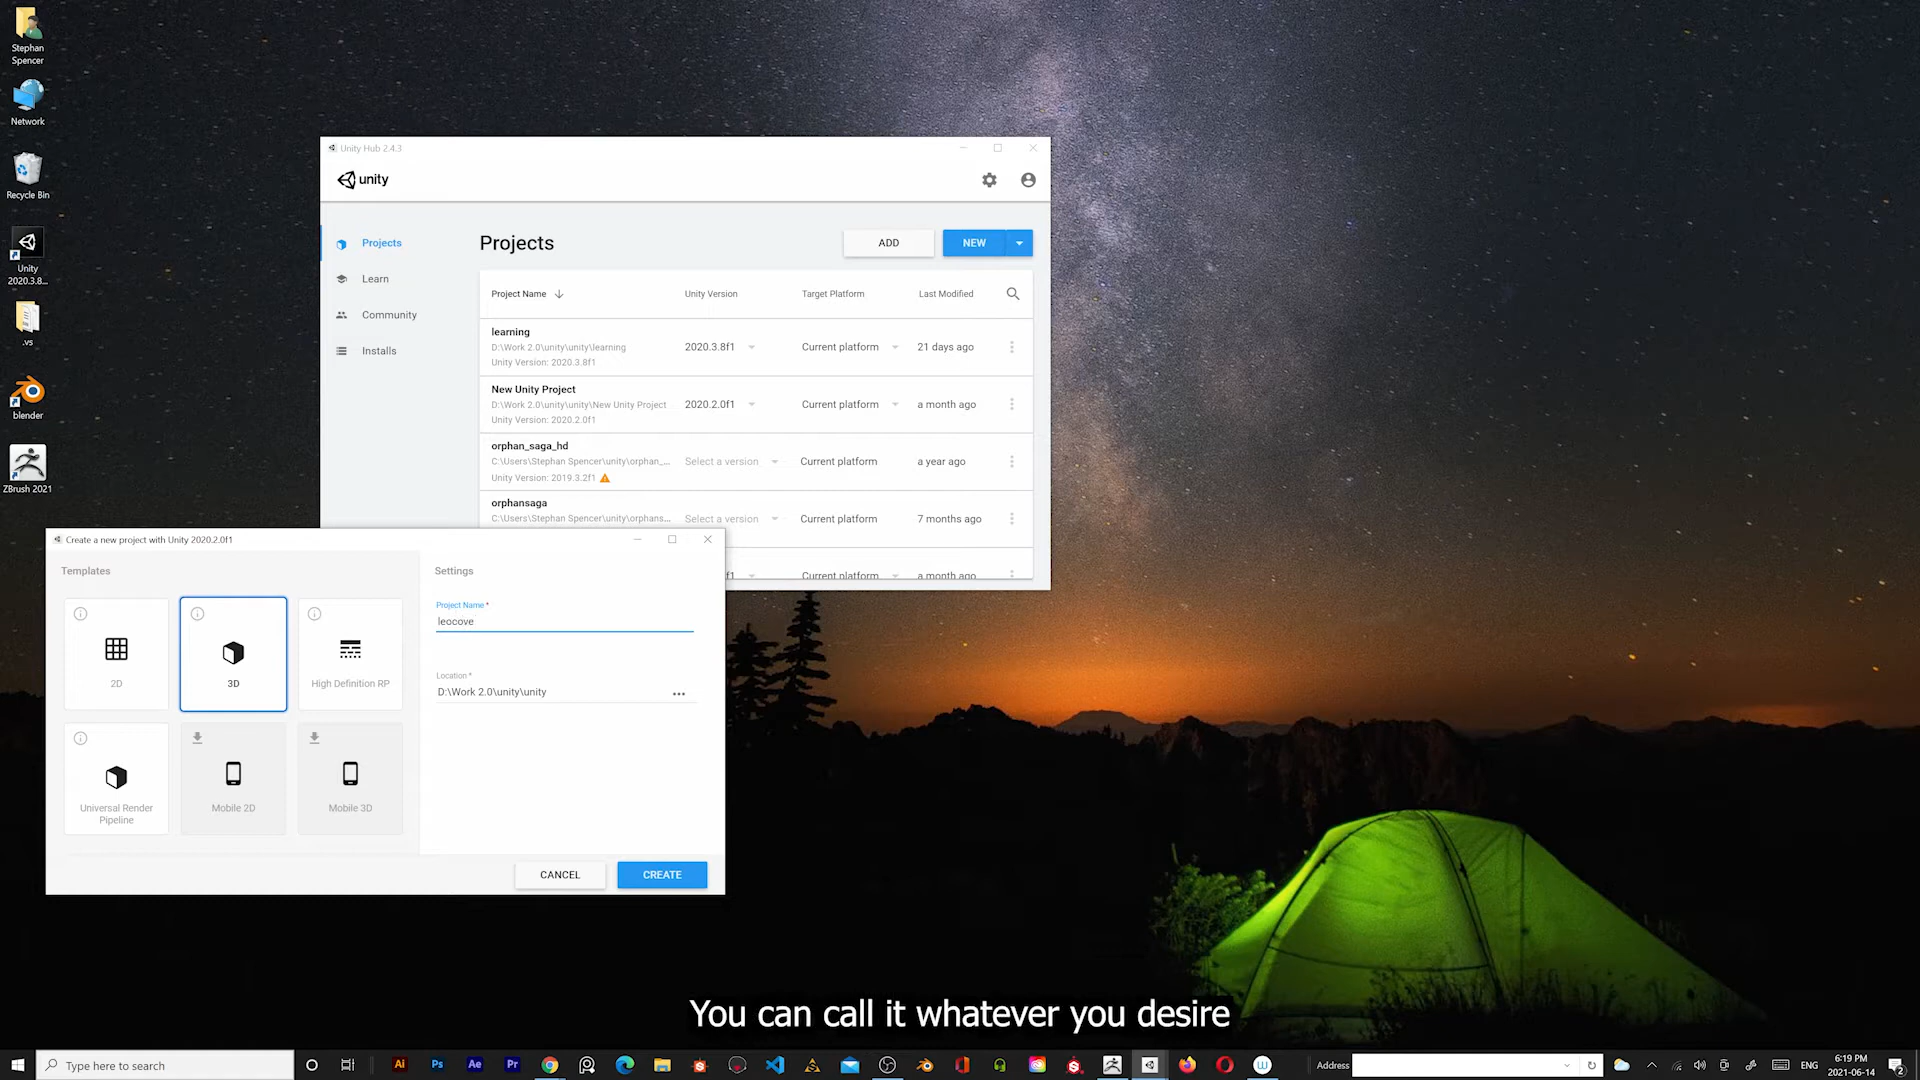 Stephan
Spencer
Network
Recycle Bin
Unity
2020.3.8...
.vs
blender
ZBrush 2021
Unity Hub 2.4.3
unity
Projects
Learn
Community
Installs
Projects
ADD
NEW
Project Name
Unity Version
Target Platform
Last Modified
learning
D:\Work 2.0\unity\unity\learning
Unity Version: 2020.3.8f1
2020.3.8f1
Current platform
21 days ago
New Unity Project
D:\Work 2.0\unity\unity\New Unity Project
Unity Version: 2020.2.0f1
2020.2.0f1
Current platform
a month ago
orphan_saga_hd
C:\Users\Stephan Spencer\unity\orphan_...
Unity Version: 2019.3.2f1
Select a version
Current platform
a year ago
orphansaga
C:\Users\Stephan Spencer\unity\orphans...
Select a version
Current platform
7 months ago
f1
Current platform
a month ago
Create a new project with Unity 2020.2.0f1
Templates
2D
3D
High Definition RP
Universal Render
Pipeline
Mobile 2D
Mobile 3D
Settings
Project Name *
leocove
Location *
D:\Work 2.0\unity\unity
CANCEL
CREATE
You can call it whatever you desire
Type here to search
Ai
Ps
Ae
Pr
Address
ENG
6:19 PM
2021-06-14
2